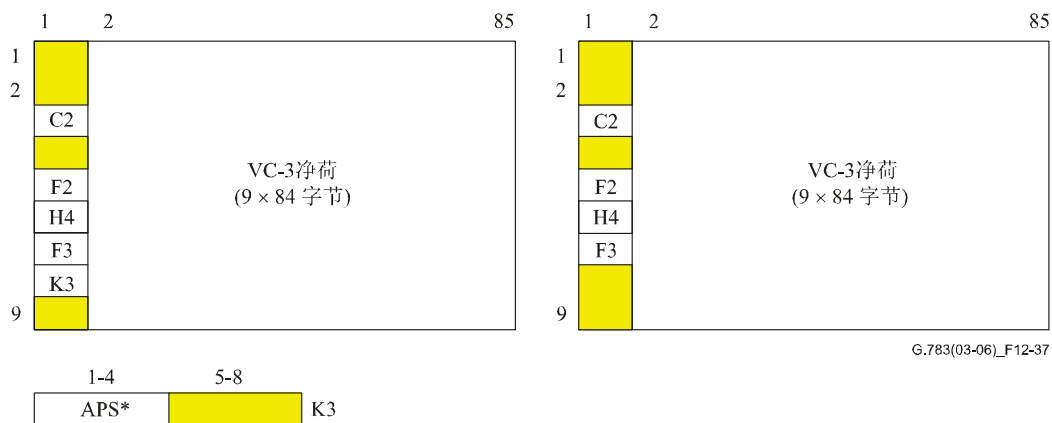 1 2 85 1 2 85
1 1
2 2
C2 C2
VC-3净荷 VC-3净荷
F2 (9 × 84 字节) F2 (9 × 84 字节)
H4 H4
F3 F3
K3
9 9
G.783(03-06)_F12-37
1-4 5-8
APS* K3